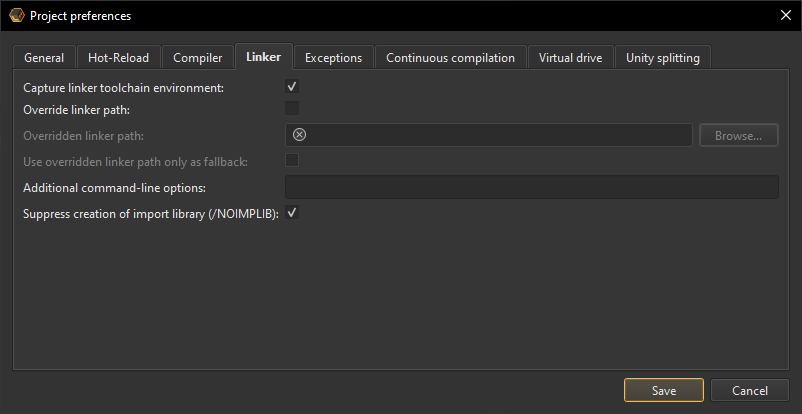 Project preferences
General Hot-Reload Compiler Linker Exceptions Continuous compilation Virtual drive Unity splitting
Capture linker toolchain environment:
Override linker path:
Overridden linker path: Browse...
Use overridden linker path only as fallback:
Additional command-line options:
Suppress creation of import library (/NOIMPLIB):
Save Cancel